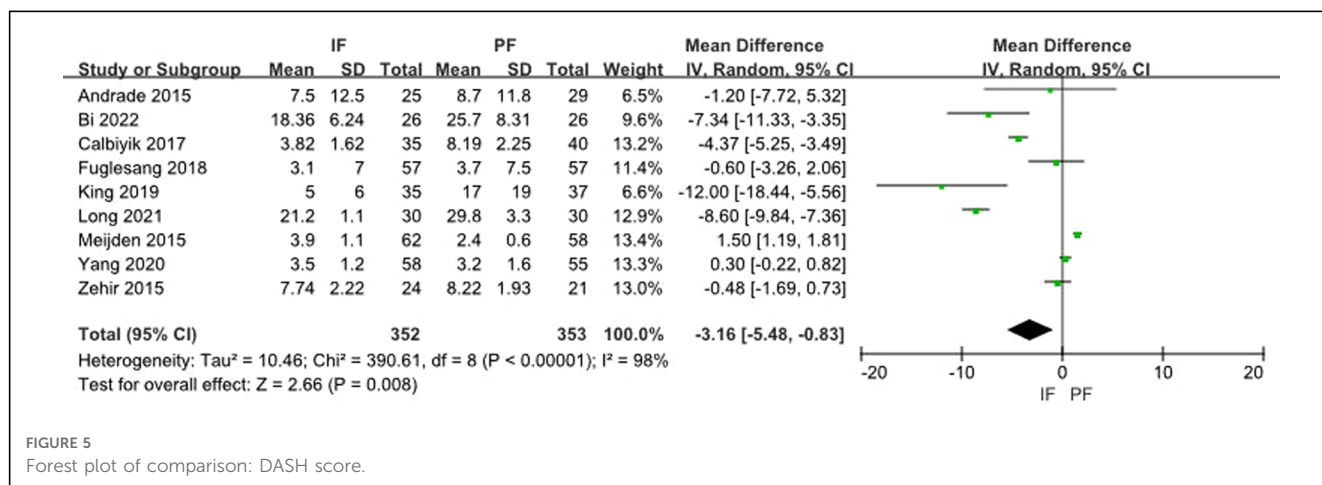 IF PF Mean Difference Mean Difference
Study or Subgroup Mean SD Total Mean SD Total Weight IV, Random, 95% CI IV, Random, 95% CI
Andrade 2015 7.5 12.5 25 8.7 11.8 29 6.5% -1.20 [-7.72, 5.32]
Bi 2022 18.36 6.24 26 25.7 8.31 26 9.6% -7.34 [-11.33, -3.35]
Calbiyik 2017 3.82 1.62 35 8.19 2.25 40 13.2% -4.37 [-5.25, -3.49]
Fuglesang 2018 3.1 7 57 3.7 7.5 57 11.4% -0.60 [-3.26, 2.06]
King 2019 5 6 35 17 19 37 6.6% -12.00 [-18.44, -5.56]
Long 2021 21.2 1.1 30 29.8 3.3 30 12.9% -8.60 [-9.84, -7.36]
Meijden 2015 3.9 1.1 62 2.4 0.6 58 13.4% 1.50 [1.19, 1.81]
Yang 2020 3.5 1.2 58 3.2 1.6 55 13.3% 0.30 [-0.22, 0.82]
Zehir 2015 7.74 2.22 24 8.22 1.93 21 13.0% -0.48 [-1.69, 0.73]
Total (95% CI) 352 353 100.0% -3.16 [-5.48, -0.83]
Heterogeneity: Tau² = 10.46; Chi² = 390.61, df = 8 (P < 0.00001); I² = 98%
Test for overall effect: Z = 2.66 (P = 0.008)
-20 -10 0 10 20
IF PF
FIGURE 5
Forest plot of comparison: DASH score.